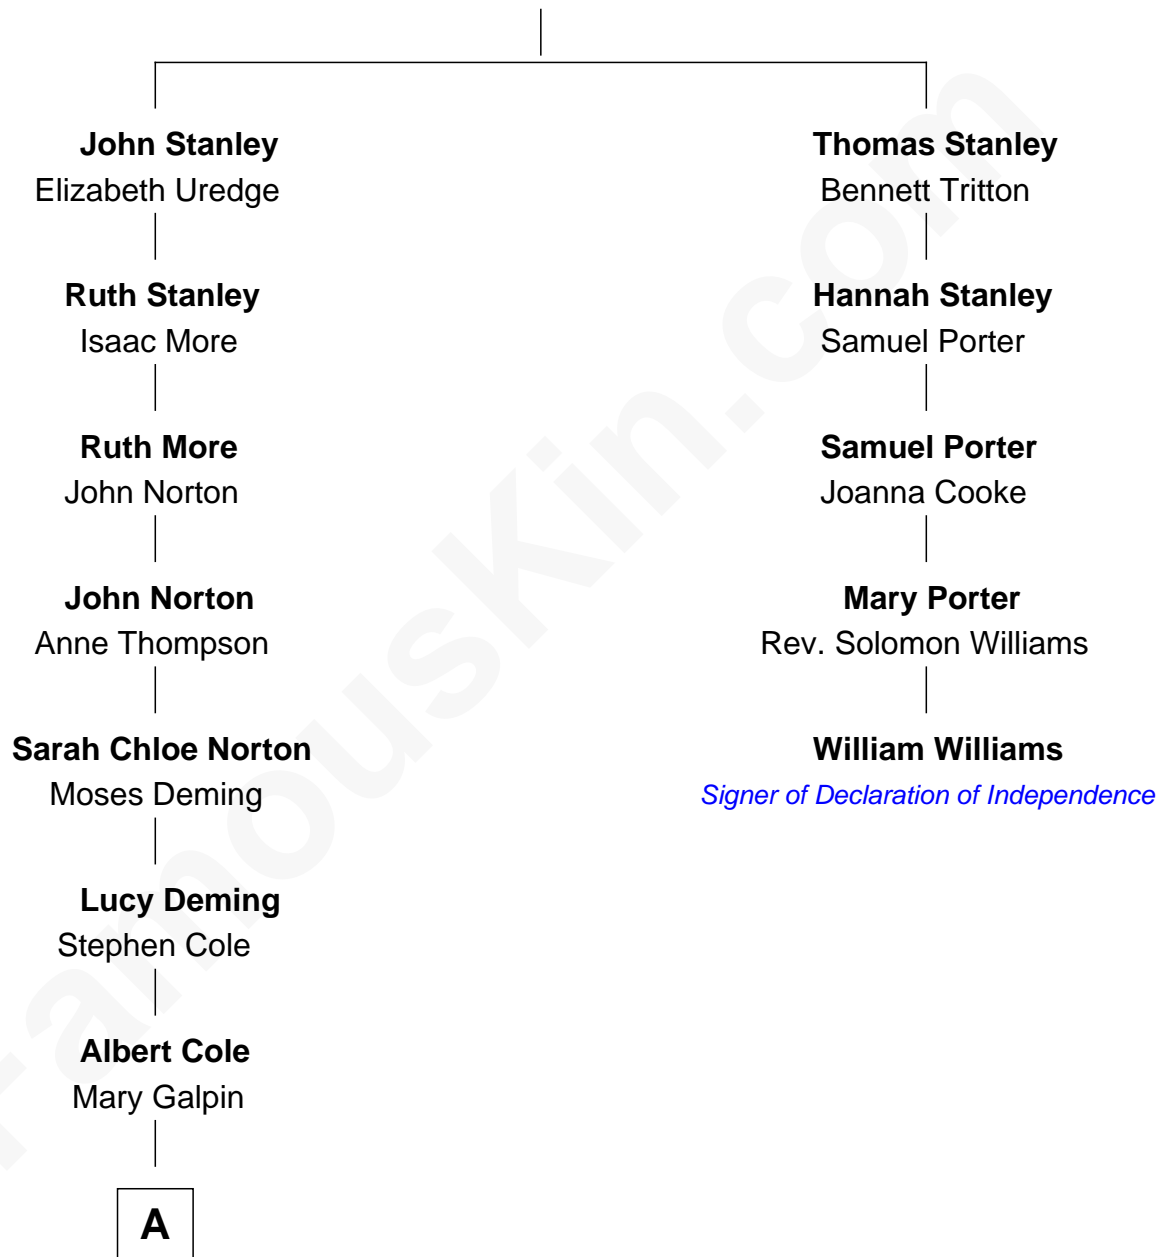 John Stanley
Elizabeth Uredge
Ruth Stanley
Isaac More
Ruth More
John Norton
John Norton
Anne Thompson
Sarah Chloe Norton
Moses Deming
Lucy Deming
Stephen Cole
Albert Cole
Mary Galpin
A
Thomas Stanley
Bennett Tritton
Hannah Stanley
Samuel Porter
Samuel Porter
Joanna Cooke
Mary Porter
Rev. Solomon Williams
William Williams
Signer of Declaration of Independence
FamousKin.com